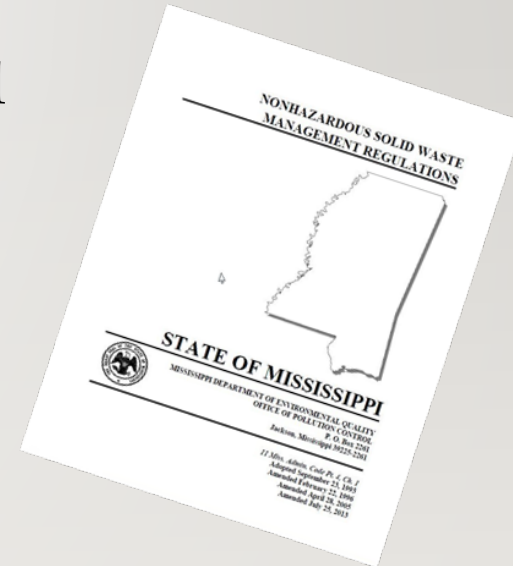 NONHAZARDOUS SOLID WASTE
MANAGEMENT REGULATIONS
STATE OF MISSISSIPPI
MISSISSIPPI DEPARTMENT OF ENVIRONMENTAL QUALITY
OFFICE OF POLLUTION CONTROL
P. O. Box 2261
Jackson, Mississippi 39225-2261
11 Miss. Admin. Code Pt. 4, Ch. 1
Adopted September 23, 1993
Amended February 22, 1996
Amended April 28, 2005
Amended July 25, 2013